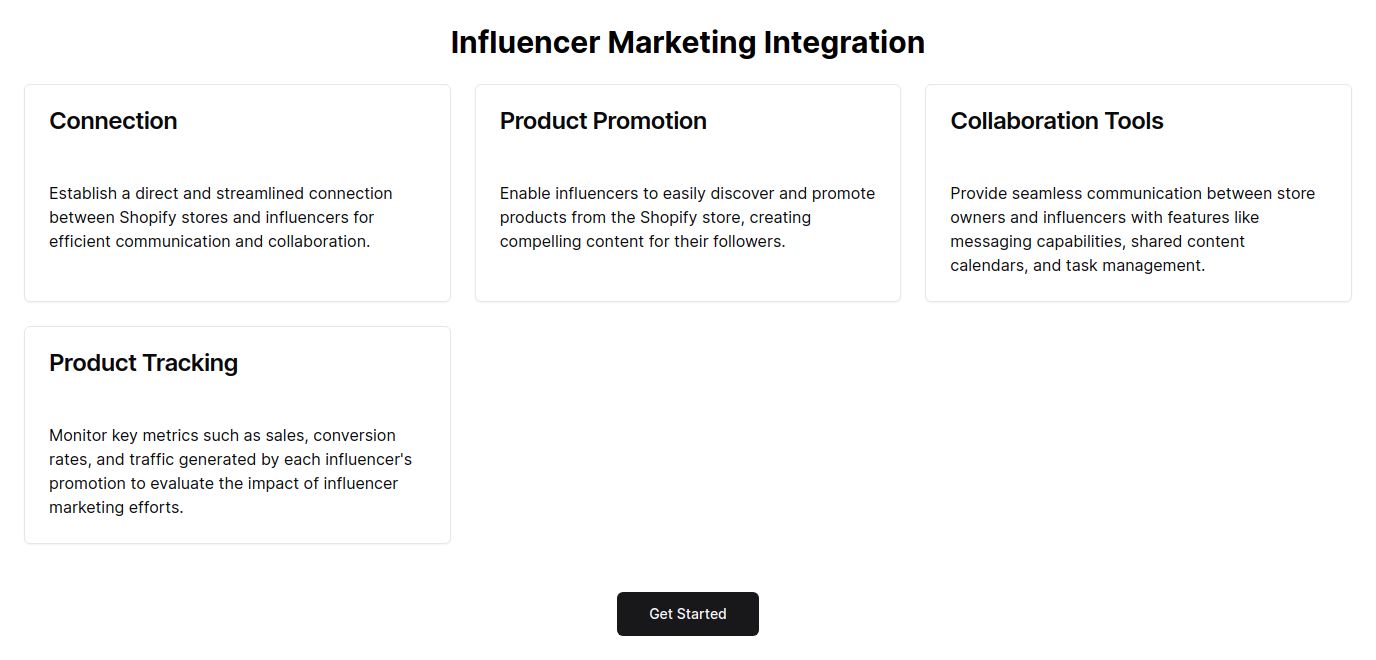 Influencer Marketing Integration
Connection
Establish a direct and streamlined connection
between Shopify stores and influencers for
efficient communication and collaboration.
Product Promotion
Enable influencers to easily discover and promote
products from the Shopify store, creating
compelling content for their followers.
Collaboration Tools
Provide seamless communication between store
owners and influencers with features like
messaging capabilities, shared content
calendars, and task management.
Product Tracking
Monitor key metrics such as sales, conversion
rates, and traffic generated by each influencer's
promotion to evaluate the impact of influencer
marketing efforts.
Get Started